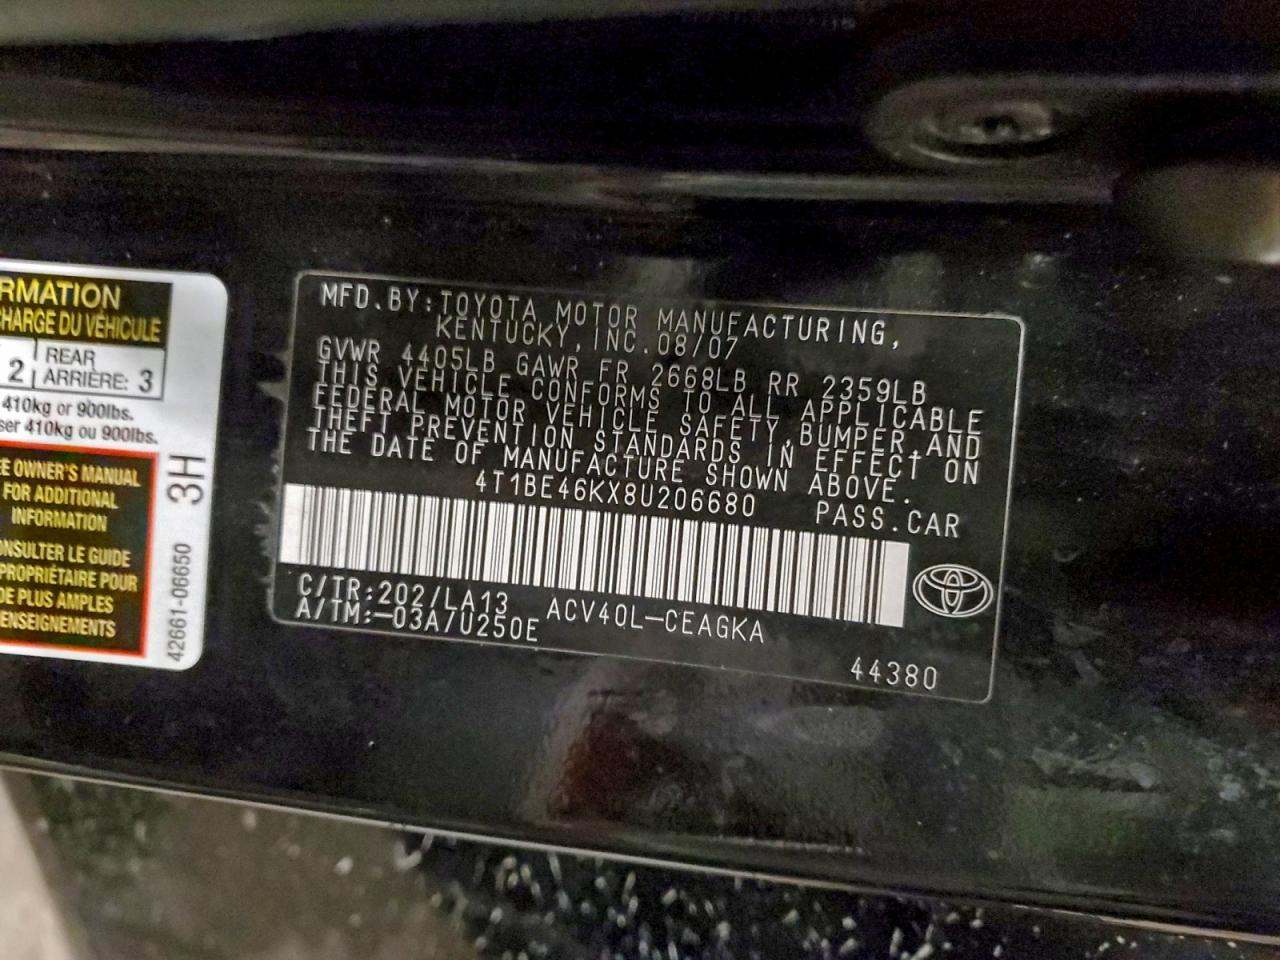 RMATION
CHARGE DU VÉHICULE
2 REAR
ARRIÈRE: 3
410kg or 900lbs.
ser 410kg ou 900lbs.
EE OWNER'S MANUAL
FOR ADDITIONAL
INFORMATION
ONSULTER LE GUIDE
PROPRIÉTAIRE POUR
DE PLUS AMPLES
ENSEIGNEMENTS
3H
42661-06650
MFD.BY:TOYOTA MOTOR MANUFACTURING,
KENTUCKY,INC.08/07
GVWR 4405LB GAWR FR 2668LB RR 2359LB
THIS VEHICLE CONFORMS TO ALL APPLICABLE
FEDERAL MOTOR VEHICLE SAFETY,BUMPER,AND
THEFT PREVENTION STANDARDS IN EFFECT ON
THE DATE OF MANUFACTURE SHOWN ABOVE.
4T1BE46KX8U206680 PASS.CAR
C/TR:202/LA13 ACV40L-CEAGKA
A/TM:-03A/U250E
44380